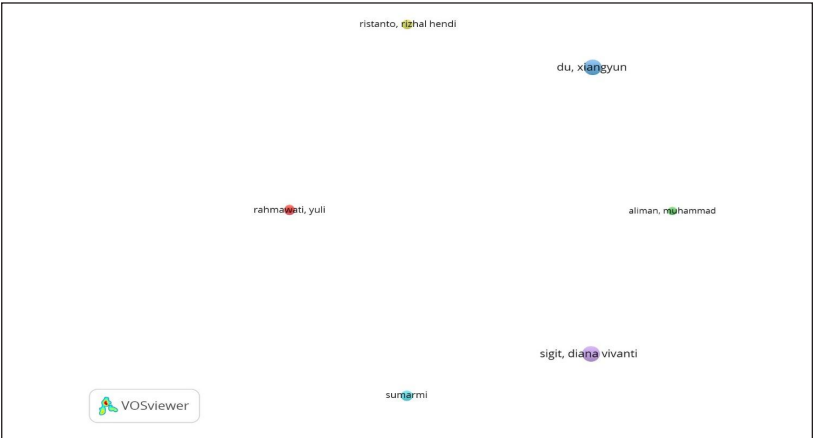 ristanto, rizhal hendi
du, xiangyun
rahmawati, yuli
aliman, muhammad
sigit, diana vivanti
sumarmi
VOSviewer